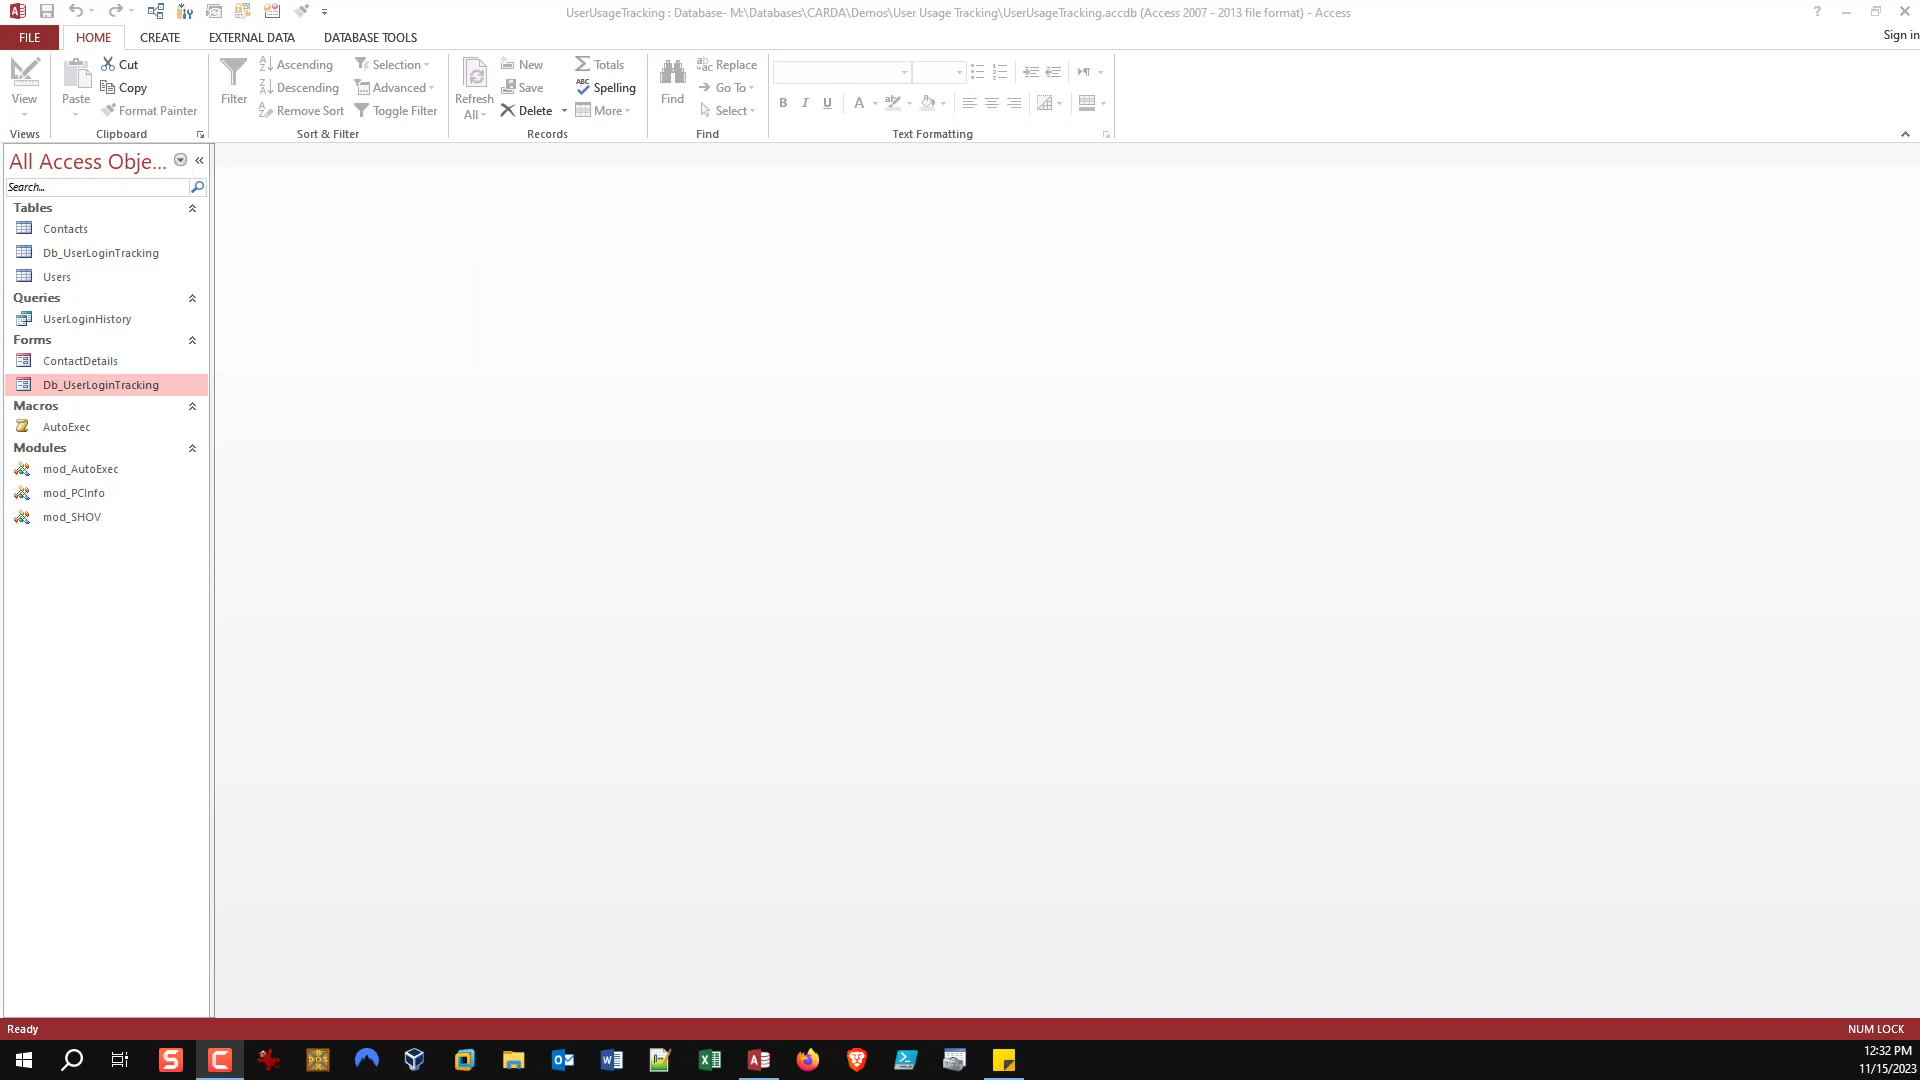 UserUsageTracking : Database- M:\Databases\CARDA\Demos\User Usage Tracking\UserUsageTracking.accdb (Access 2007 - 2013 file format) - Access
FILE HOME CREATE EXTERNAL DATA DATABASE TOOLS
Sign in
View
Views
Paste
Cut
Copy
Format Painter
Clipboard
Filter
Ascending
Descending
Remove Sort
Selection
Advanced
Toggle Filter
Sort & Filter
Refresh
All
New
Save
Delete
Totals
Spelling
More
Records
Find
Replace
Go To
Select
Find
B I U A
Text Formatting
All Access Obje...
Search...
Tables
Contacts
Db_UserLoginTracking
Users
Queries
UserLoginHistory
Forms
ContactDetails
Db_UserLoginTracking
Macros
AutoExec
Modules
mod_AutoExec
mod_PCInfo
mod_SHOV
Ready
NUM LOCK
12:32 PM
11/15/2023